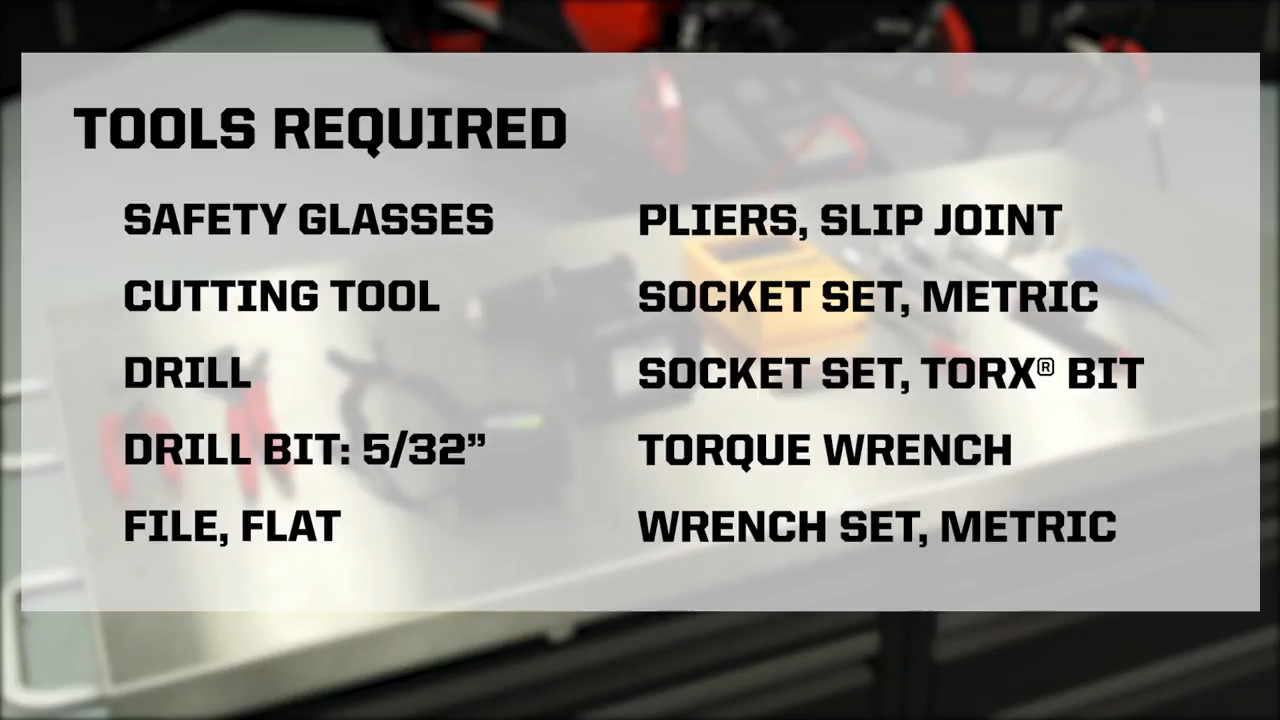 TOOLS REQUIRED
SAFETY GLASSES
CUTTING TOOL
DRILL
DRILL BIT: 5/32”
FILE, FLAT
PLIERS, SLIP JOINT
SOCKET SET, METRIC
SOCKET SET, TORX® BIT
TORQUE WRENCH
WRENCH SET, METRIC